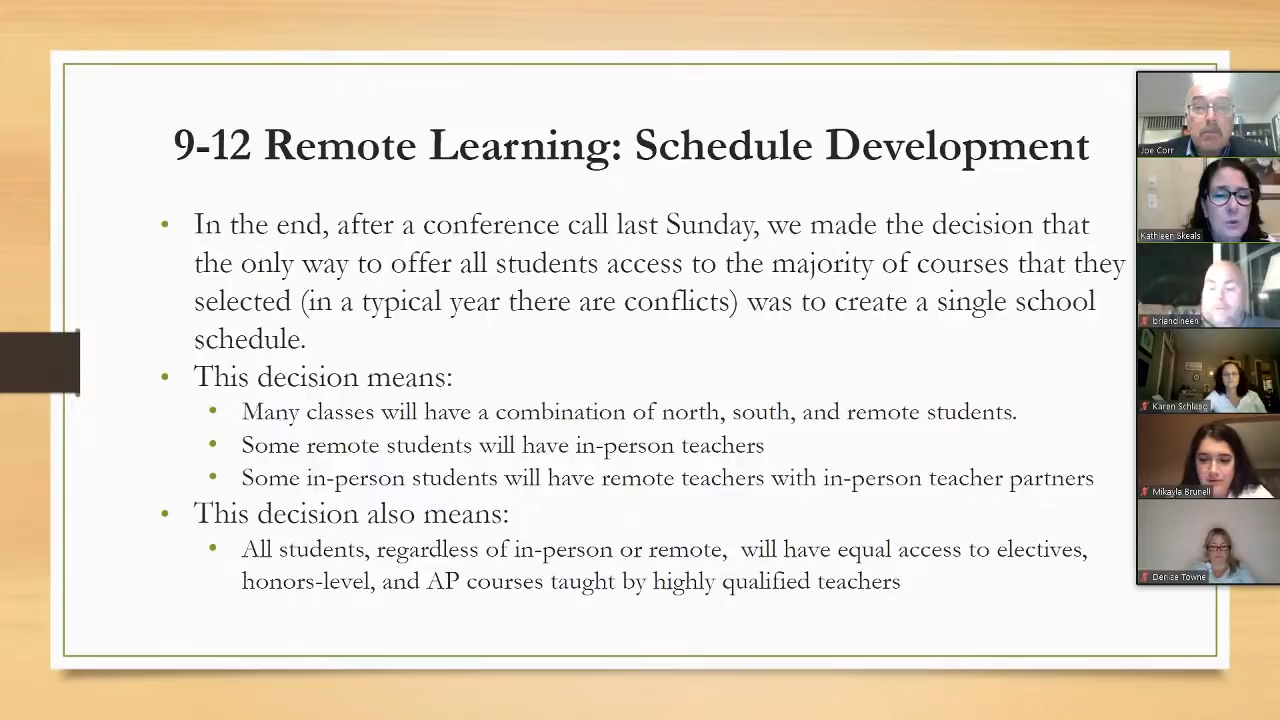 9-12 Remote Learning: Schedule Development
• In the end, after a conference call last Sunday, we made the decision that
the only way to offer all students access to the majority of courses that they
selected (in a typical year there are conflicts) was to create a single school
schedule.
• This decision means:
• Many classes will have a combination of north, south, and remote students.
• Some remote students will have in-person teachers
• Some in-person students will have remote teachers with in-person teacher partners
• This decision also means:
• All students, regardless of in-person or remote, will have equal access to electives,
honors-level, and AP courses taught by highly qualified teachers
Joe Corr
Kathleen Skeals
briandineen
Karen Schlegg
Mikayla Brunell
Denise Towne